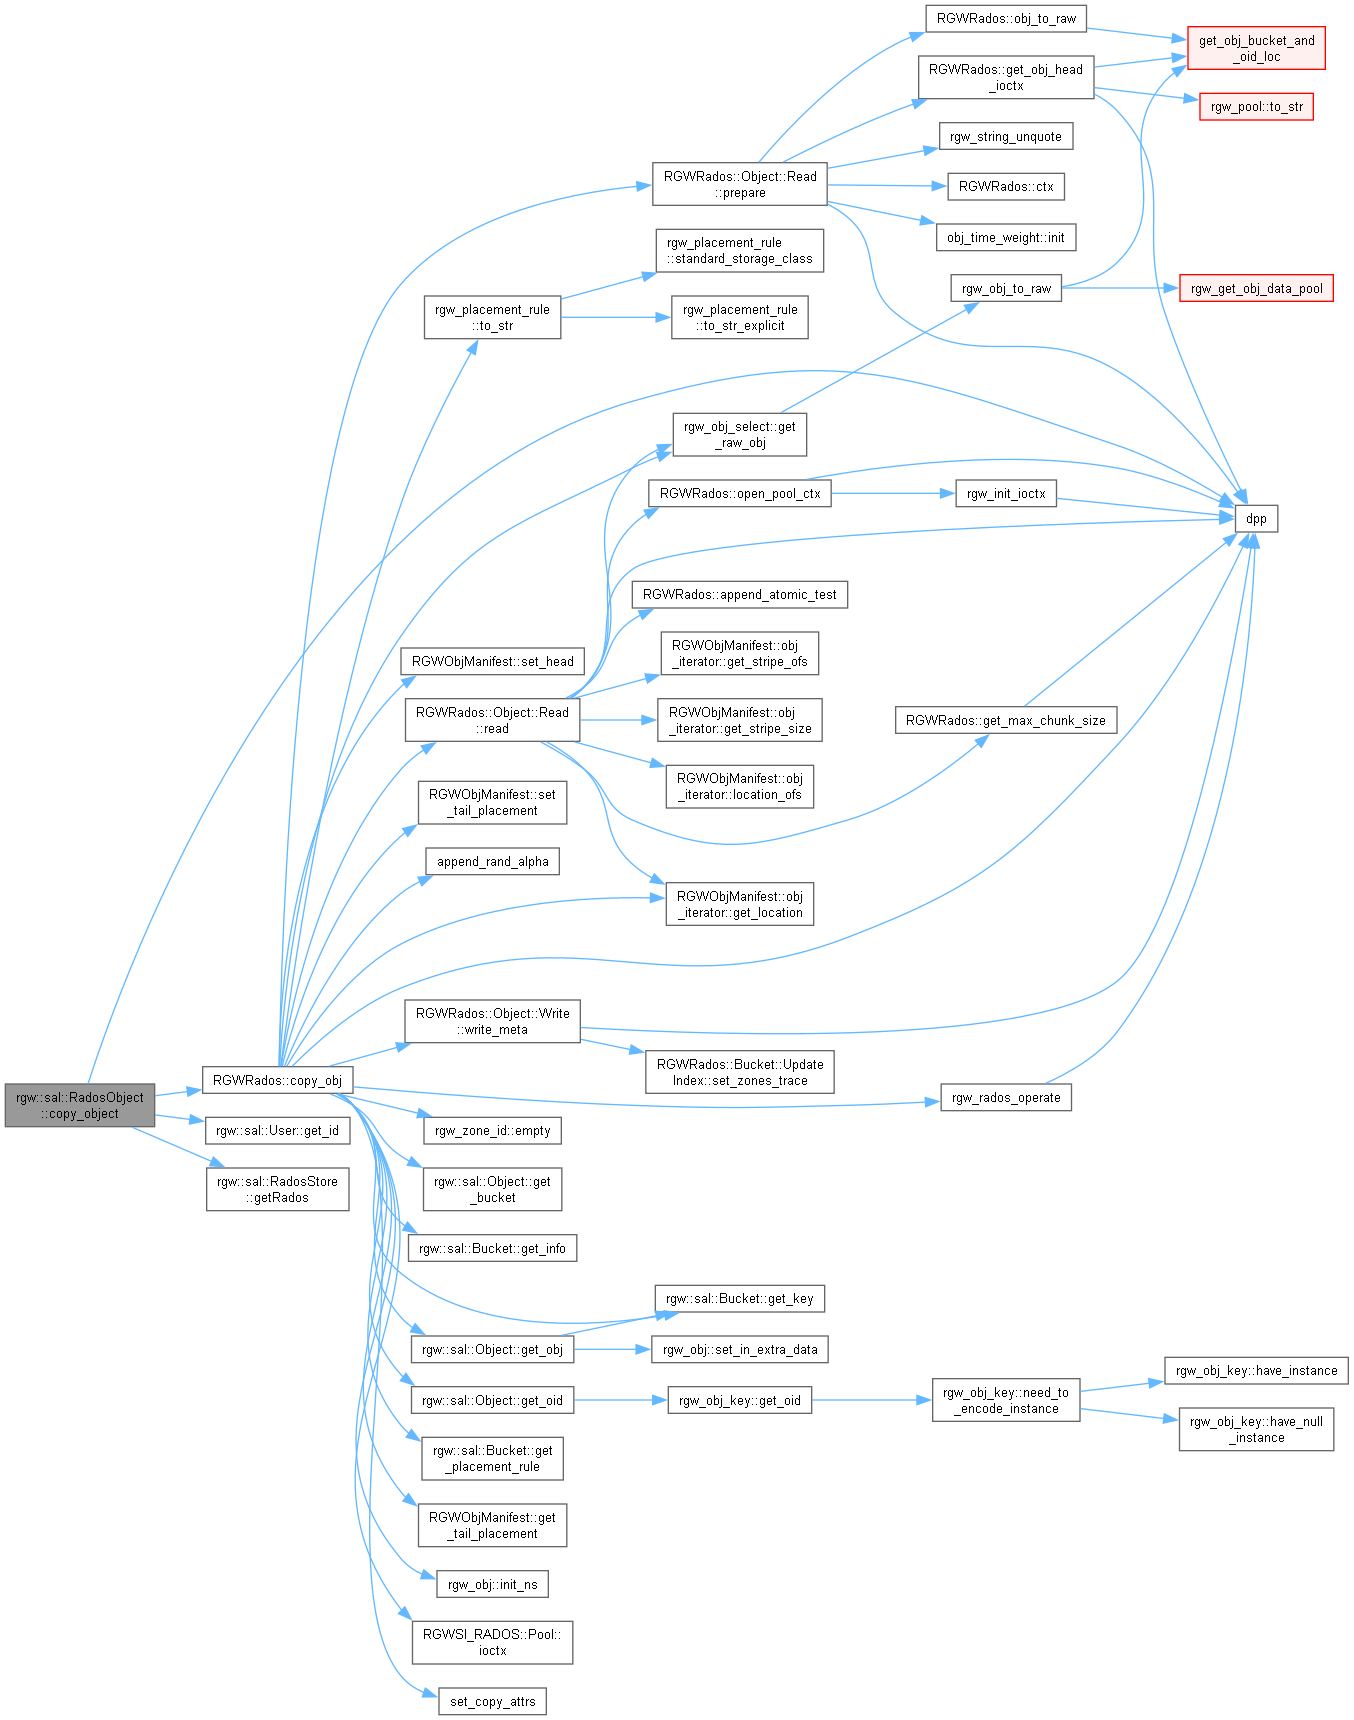 RGWRados::obj_to_raw
get_obj_bucket_and
_oid_loc
RGWRados::get_obj_head
_ioctx
rgw_pool::to_str
rgw_string_unquote
RGWRados::Object::Read
::prepare
RGWRados::ctx
obj_time_weight::init
rgw_placement_rule
::standard_storage_class
rgw_obj_to_raw
rgw_get_obj_data_pool
rgw_placement_rule
::to_str
rgw_placement_rule
::to_str_explicit
rgw_obj_select::get
_raw_obj
RGWRados::open_pool_ctx
rgw_init_ioctx
dpp
RGWRados::append_atomic_test
RGWObjManifest::set_head
RGWObjManifest::obj
_iterator::get_stripe_ofs
RGWRados::Object::Read
::read
RGWObjManifest::obj
_iterator::get_stripe_size
RGWRados::get_max_chunk_size
RGWObjManifest::set
_tail_placement
RGWObjManifest::obj
_iterator::location_ofs
append_rand_alpha
RGWObjManifest::obj
_iterator::get_location
RGWRados::Object::Write
::write_meta
RGWRados::Bucket::Update
Index::set_zones_trace
rgw::sal::RadosObject
::copy_object
RGWRados::copy_obj
rgw_rados_operate
rgw::sal::User::get_id
rgw_zone_id::empty
rgw::sal::RadosStore
::getRados
rgw::sal::Object::get
_bucket
rgw::sal::Bucket::get_info
rgw::sal::Bucket::get_key
rgw::sal::Object::get_obj
rgw_obj::set_in_extra_data
rgw::sal::Object::get_oid
rgw_obj_key::get_oid
rgw_obj_key::need_to
_encode_instance
rgw_obj_key::have_instance
rgw_obj_key::have_null
_instance
rgw::sal::Bucket::get
_placement_rule
RGWObjManifest::get
_tail_placement
rgw_obj::init_ns
RGWSI_RADOS::Pool::
ioctx
set_copy_attrs